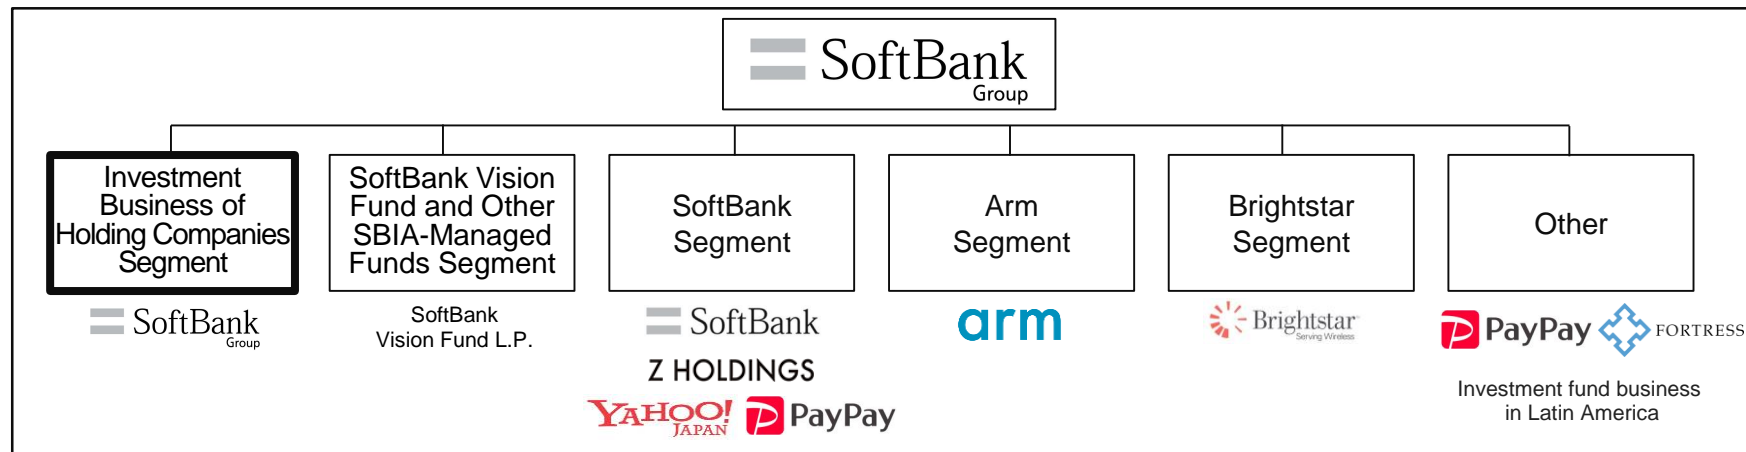 SoftBank
Group
Investment
Business of
Holding Companies
Segment
SoftBank Vision
Fund and Other
SBIA-Managed
Funds Segment
SoftBank
Segment
Arm
Segment
Brightstar
Segment
Other
SoftBank
Group
SoftBank
Vision Fund L.P.
SoftBank
Z HOLDINGS
YAHOO!
JAPAN
PayPay
arm
Brightstar
Serving Wireless
PayPay
FORTRESS
Investment fund business
in Latin America